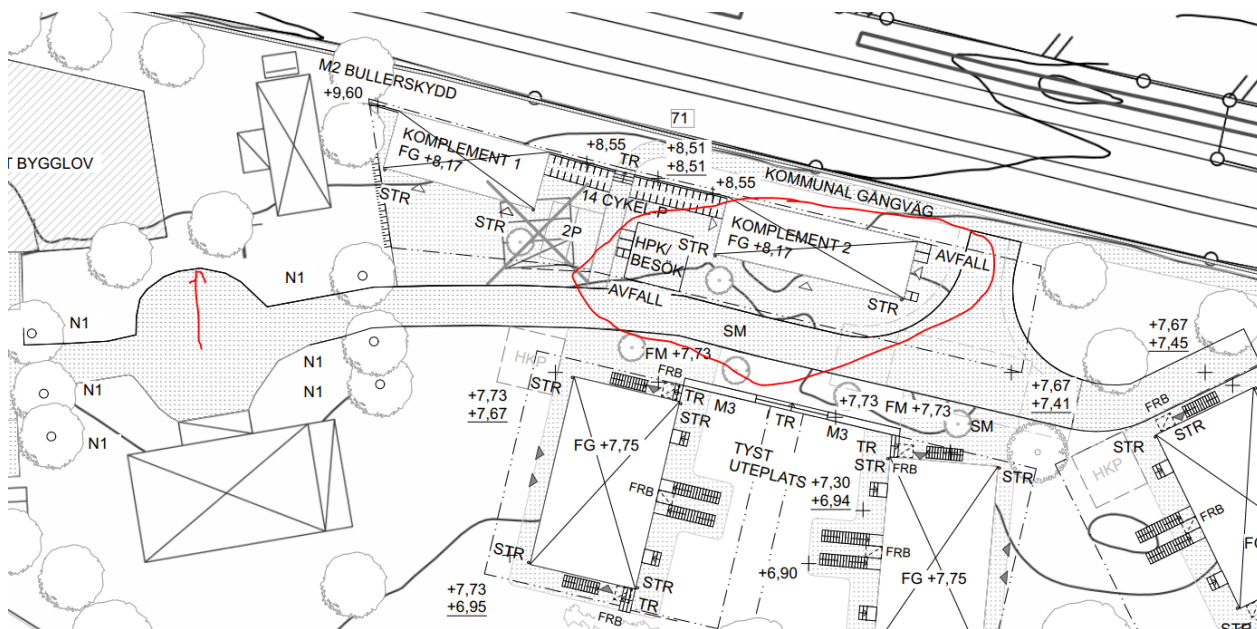 M2 BULLERSKYDD
+9,60
71
KOMPLEMENT 1
FG +8,17
+8,55
TR
+8,51
+8,51
+8,55
KOMMUNAL GÅNGVÄG
T BYGGLOV
STR
14 CYKEL-P
STR
2P
HPK/
BESÖK
STR
KOMPLEMENT 2
FG +8,17
AVFALL
STR
AVFALL
N1
N1
SM
+7,67
+7,45
N1
N1
N1
N1
HKP
STR
FM +7,73
FRB
TR
M3
+7,73
FM +7,73
SM
+7,67
+7,41
FRB
STR
+7,73
+7,67
STR
FG +7,75
TR
M3
TR
STR
FRB
STR
HKP
TYST
UTEPLATS
+7,30
+6,94
FRB
FRB
FRB
STR
+6,90
FG +7,75
FG
STR
TR
FRB
+7,73
+6,95
STR
TR
FRB
STR